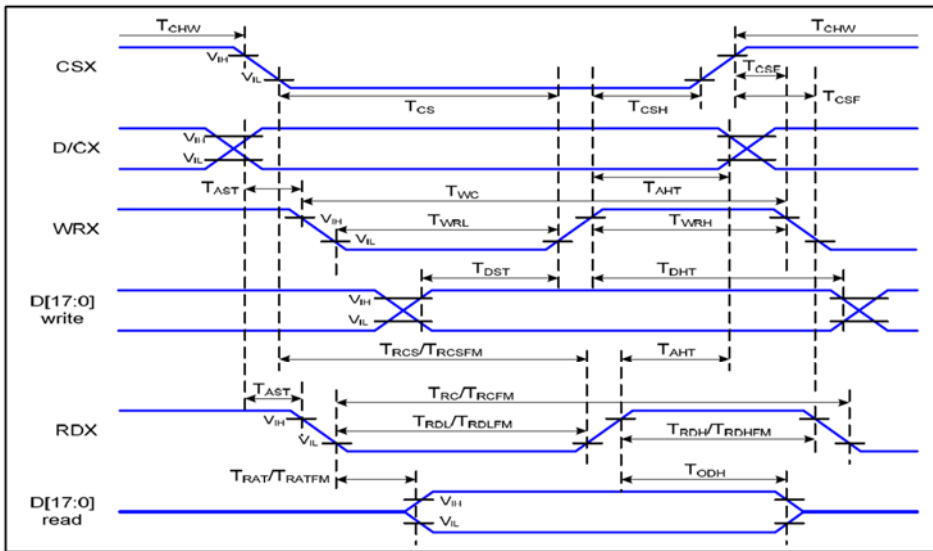 TCHW TCHW
CSX VIH TCSF
VIL TCSF
TCS TCSH
D/CX VIH
VIL
TAST TWC TAHT
WRX VIH TWRL TWRH
VIL
TDST TDHT
D[17:0] VIH
write VIL
TRCS/TRCSFM TAHT
TAST TRC/TRCFM
RDX VIH TRDL/TRDLFM TRDH/TRDHFM
VIL
TRAT/TRATFM TODH
D[17:0] VIH
read VIL